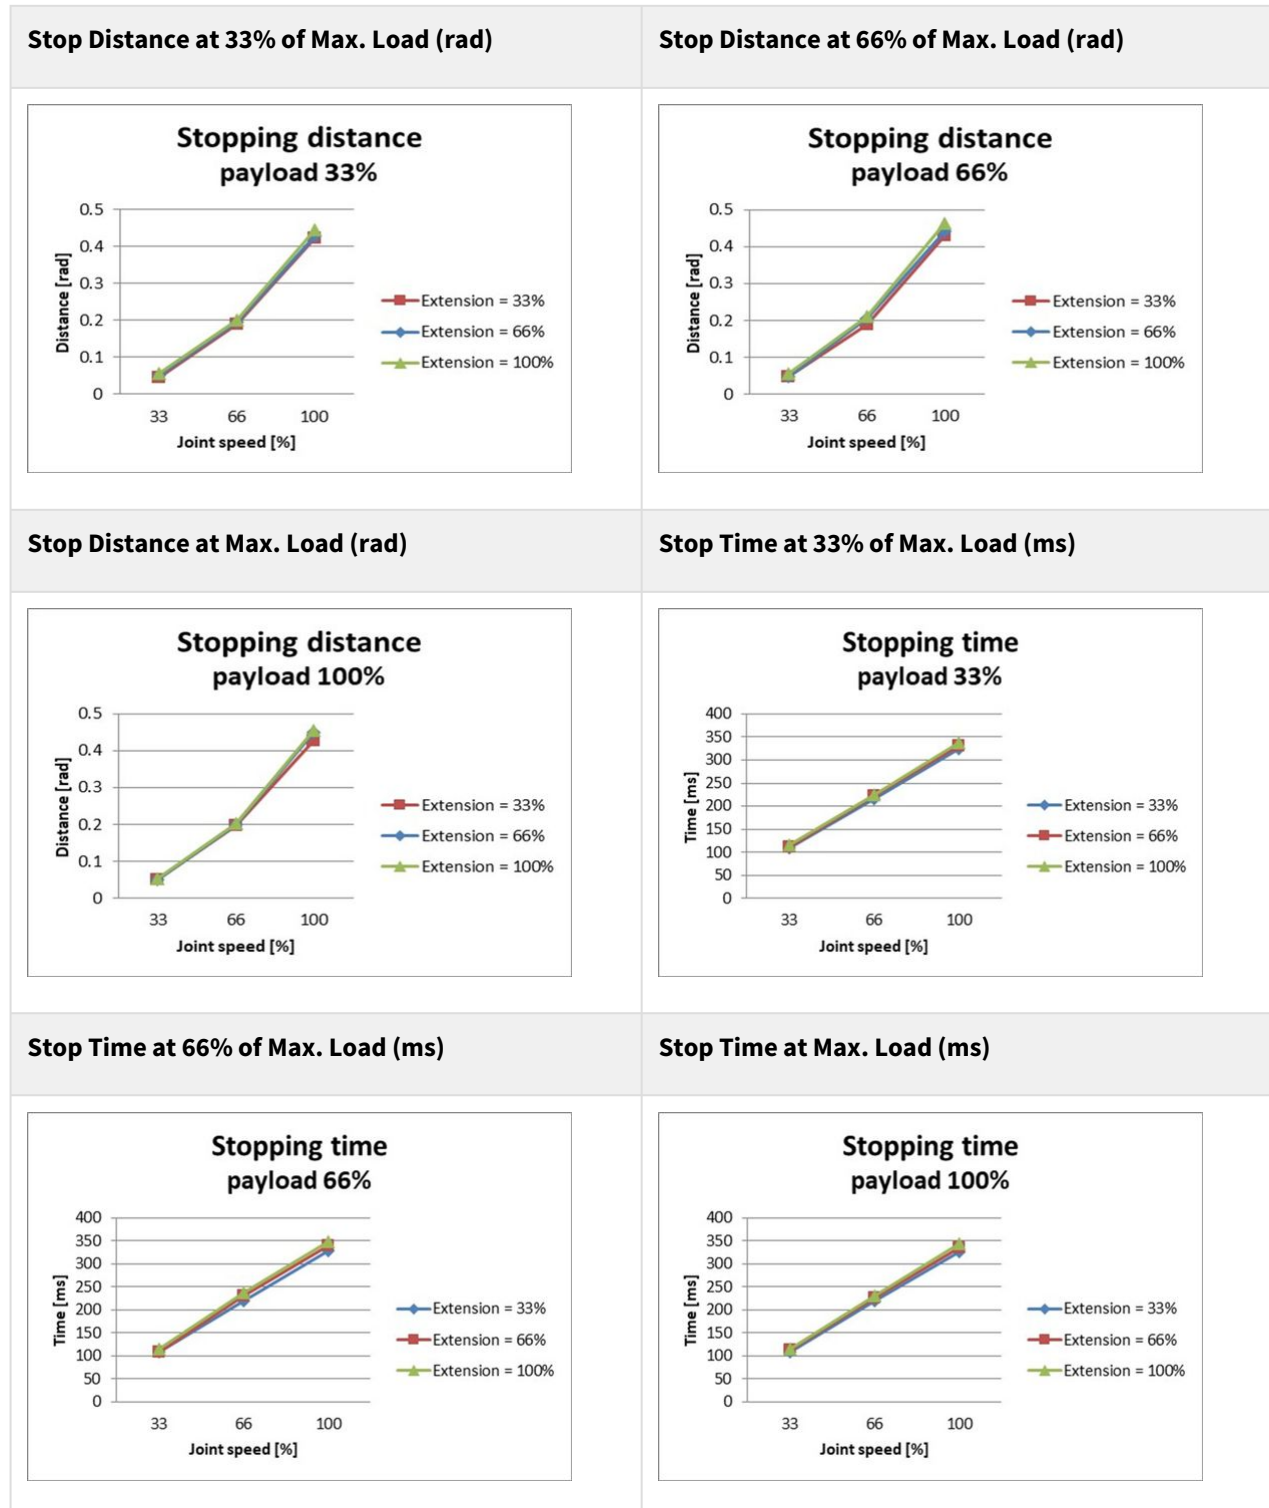 Stop Distance at 33% of Max. Load (rad)
Stop Distance at 66% of Max. Load (rad)
Stopping distance
payload 33%
0.5
0.4
0.3
0.2
0.1
0
Distance [rad]
33 66 100
Joint speed [%]
Extension = 33%
Extension = 66%
Extension = 100%
Stopping distance
payload 66%
0.5
0.4
0.3
0.2
0.1
0
Distance [rad]
33 66 100
Joint speed [%]
Extension = 33%
Extension = 66%
Extension = 100%
Stop Distance at Max. Load (rad)
Stop Time at 33% of Max. Load (ms)
Stopping distance
payload 100%
0.5
0.4
0.3
0.2
0.1
0
Distance [rad]
33 66 100
Joint speed [%]
Extension = 33%
Extension = 66%
Extension = 100%
Stopping time
payload 33%
400
350
300
250
200
150
100
50
0
Time [ms]
33 66 100
Joint speed [%]
Extension = 33%
Extension = 66%
Extension = 100%
Stop Time at 66% of Max. Load (ms)
Stop Time at Max. Load (ms)
Stopping time
payload 66%
400
350
300
250
200
150
100
50
0
Time [ms]
33 66 100
Joint speed [%]
Extension = 33%
Extension = 66%
Extension = 100%
Stopping time
payload 100%
400
350
300
250
200
150
100
50
0
Time [ms]
33 66 100
Joint speed [%]
Extension = 33%
Extension = 66%
Extension = 100%